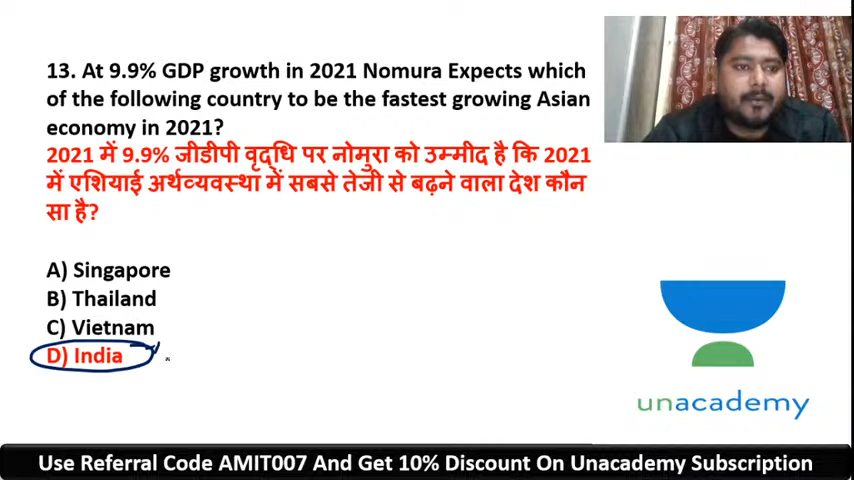 13. At 9.9% GDP growth in 2021 Nomura Expects which
of the following country to be the fastest growing Asian
economy in 2021?
2021 में 9.9% जीडीपी वृद्धि पर नोमुरा को उम्मीद है कि 2021
में एशियाई अर्थव्यवस्था में सबसे तेजी से बढ़ने वाला देश कौन
सा है?
A) Singapore
B) Thailand
C) Vietnam
D) India
unacademy
Use Referral Code AMIT007 And Get 10% Discount On Unacademy Subscription